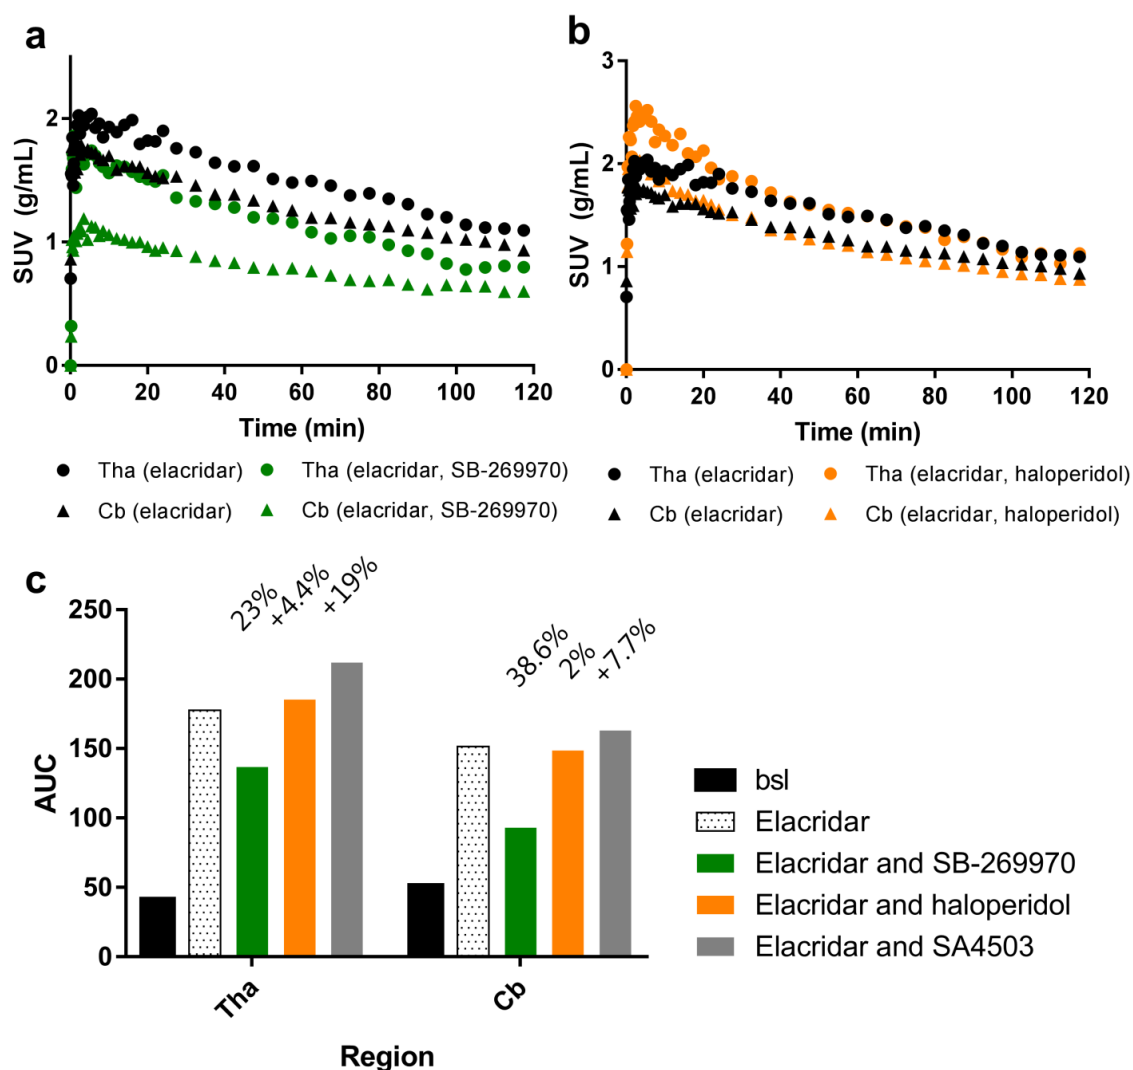 a
SUV (g/mL)
2
1
0
0 20 40 60 80 100 120
Time (min)
Tha (elacridar) Tha (elacridar, SB-269970)
Cb (elacridar) Cb (elacridar, SB-269970)
b
SUV (g/mL)
3
2
1
0
0 20 40 60 80 100 120
Time (min)
Tha (elacridar) Tha (elacridar, haloperidol)
Cb (elacridar) Cb (elacridar, haloperidol)
c
AUC
250
200
150
100
50
0
23% +4.4% +19%
38.6% 2% +7.7%
Tha Cb
Region
bsl
Elacridar
Elacridar and SB-269970
Elacridar and haloperidol
Elacridar and SA4503